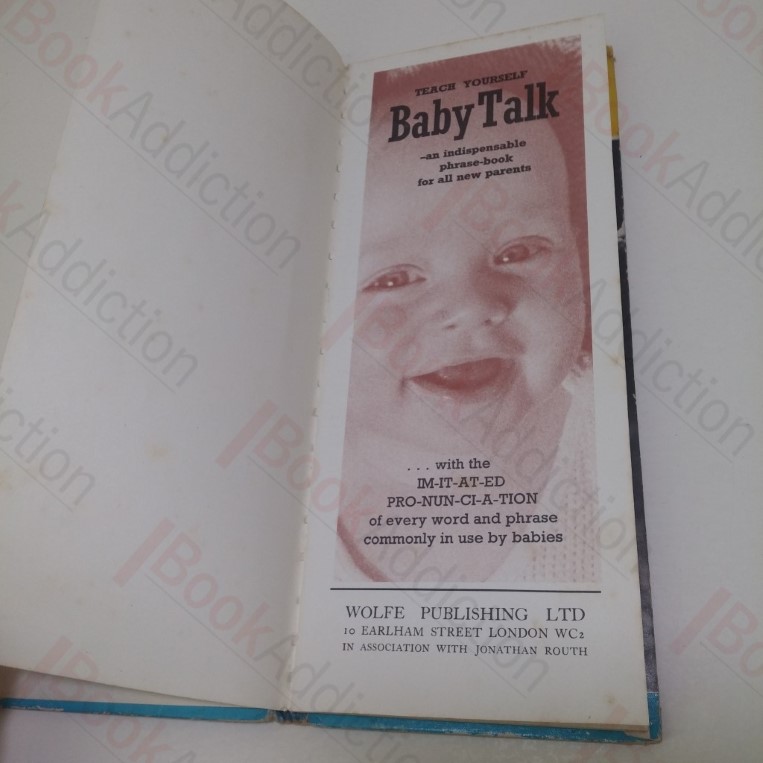 TEACH YOURSELF
Baby Talk
–an indispensable
phrase-book
for all new parents
. . . with the
IM-IT-AT-ED
PRO-NUN-CI-A-TION
of every word and phrase
commonly in use by babies
WOLFE PUBLISHING LTD
10 EARLHAM STREET LONDON WC2
IN ASSOCIATION WITH JONATHAN ROUTH
BookAddiction